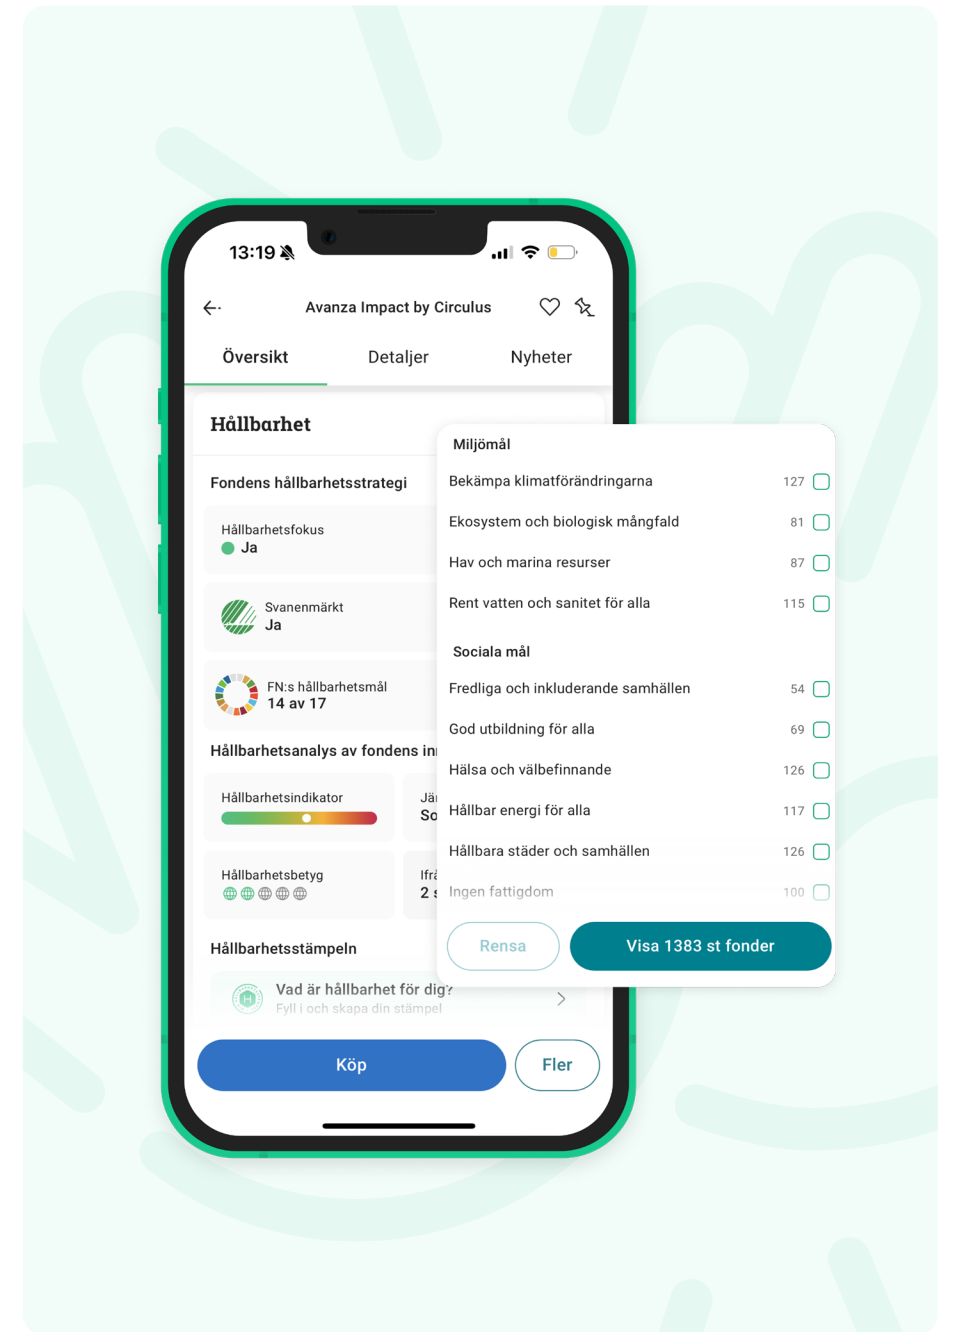 13:19
Avanza Impact by Circulus
Översikt
Detaljer
Nyheter
Hållbarhet
Fondens hållbarhetsstrategi
Hållbarhetsfokus
Ja
Svanenmärkt
Ja
FN:s hållbarhetsmål
14 av 17
Hållbarhetsanalys av fondens
Hållbarhetsindikator
Hållbarhetsbetyg
2
Hållbarhetsstämpeln
Vad är hållbarhet för dig?
Fyll i och skapa din stämpel
Köp
Fler
Miljömål
Bekämpa klimatförändringarna 127
Ekosystem och biologisk mångfald 81
Hav och marina resurser 87
Rent vatten och sanitet för alla 115
Sociala mål
Fredliga och inkluderande samhällen 54
God utbildning för alla 69
Hälsa och välbefinnande 126
Hållbar energi för alla 117
Hållbara städer och samhällen 126
Ingen fattigdom 100
Rensa
Visa 1383 st fonder